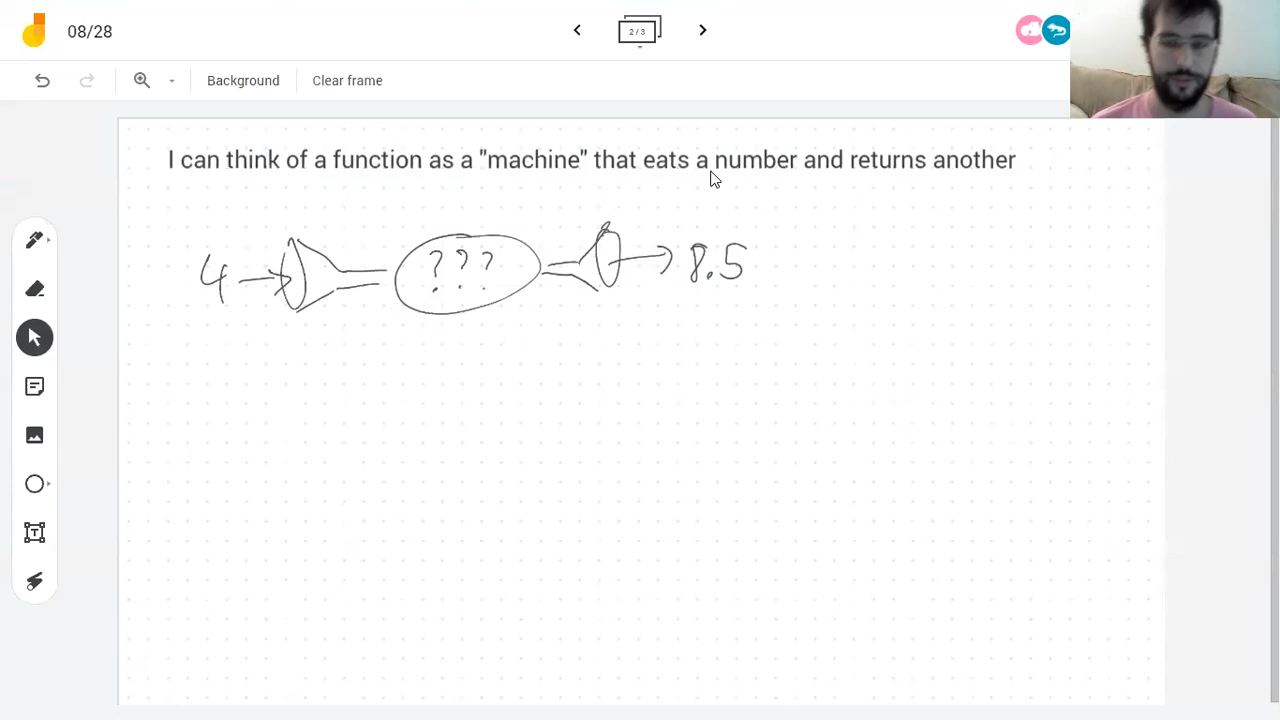 08/28
2 / 3
Background
Clear frame
I can think of a function as a "machine" that eats a number and returns another
4 ? ? ? 8.5